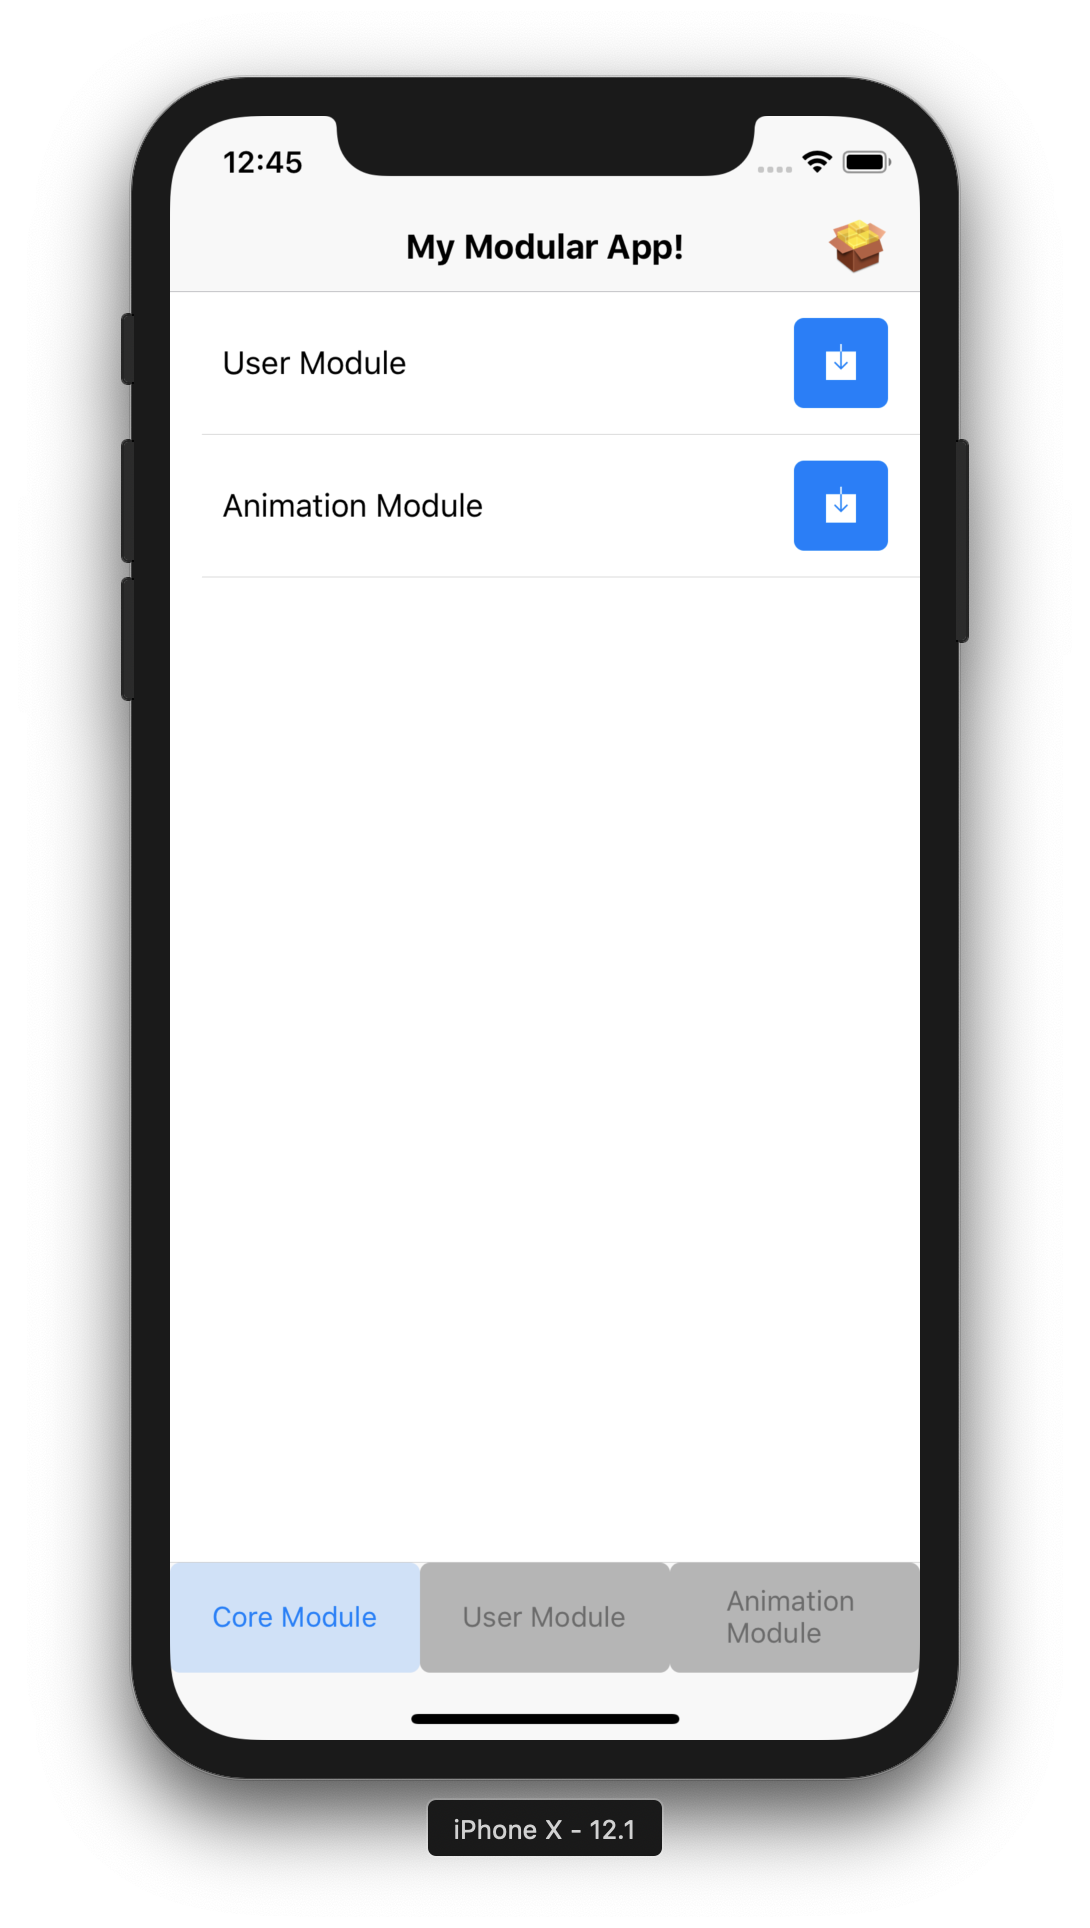 12:45
My Modular App!
User Module
Animation Module
Core Module
User Module
Animation
Module
iPhone X - 12.1